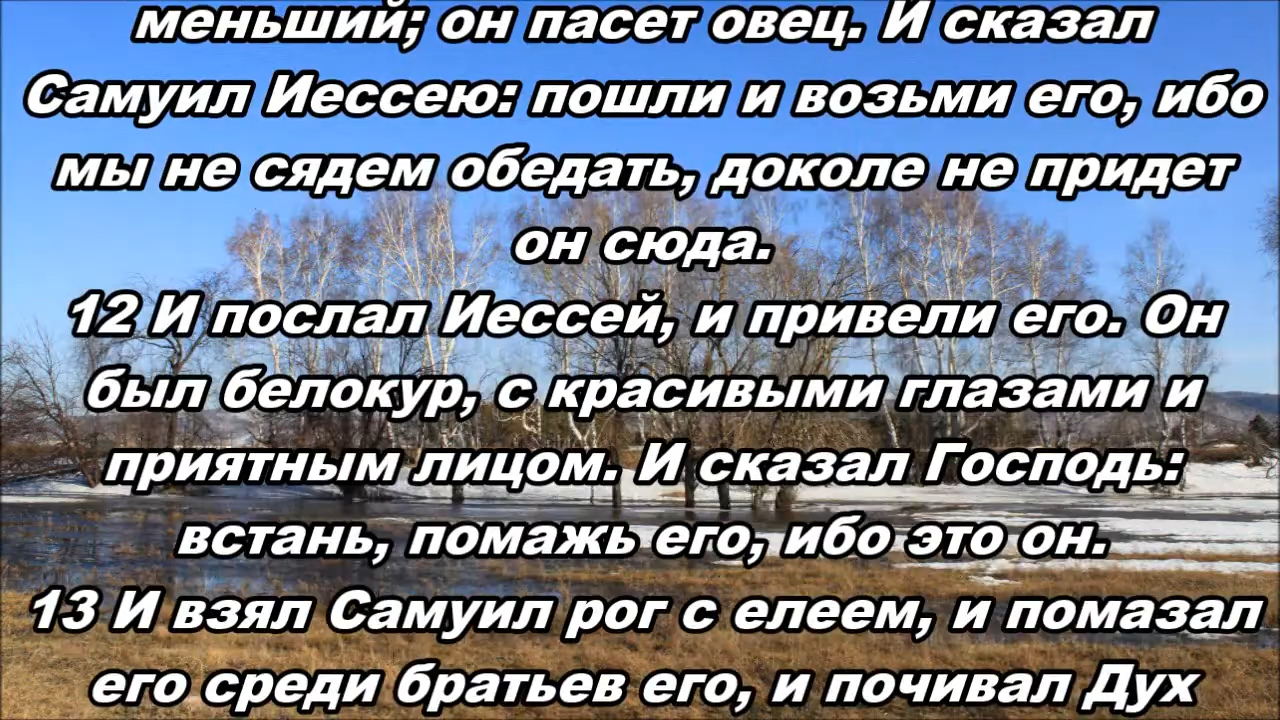 меньший; он пасет овец. И сказал
Самуил Иессею: пошли и возьми его, ибо
мы не сядем обедать, доколе не придет
он сюда.
12 И послал Иессей, и привели его. Он
был белокур, с красивыми глазами и
приятным лицом. И сказал Господь:
встань, помажь его, ибо это он.
13 И взял Самуил рог с елеем, и помазал
его среди братьев его, и почивал Дух